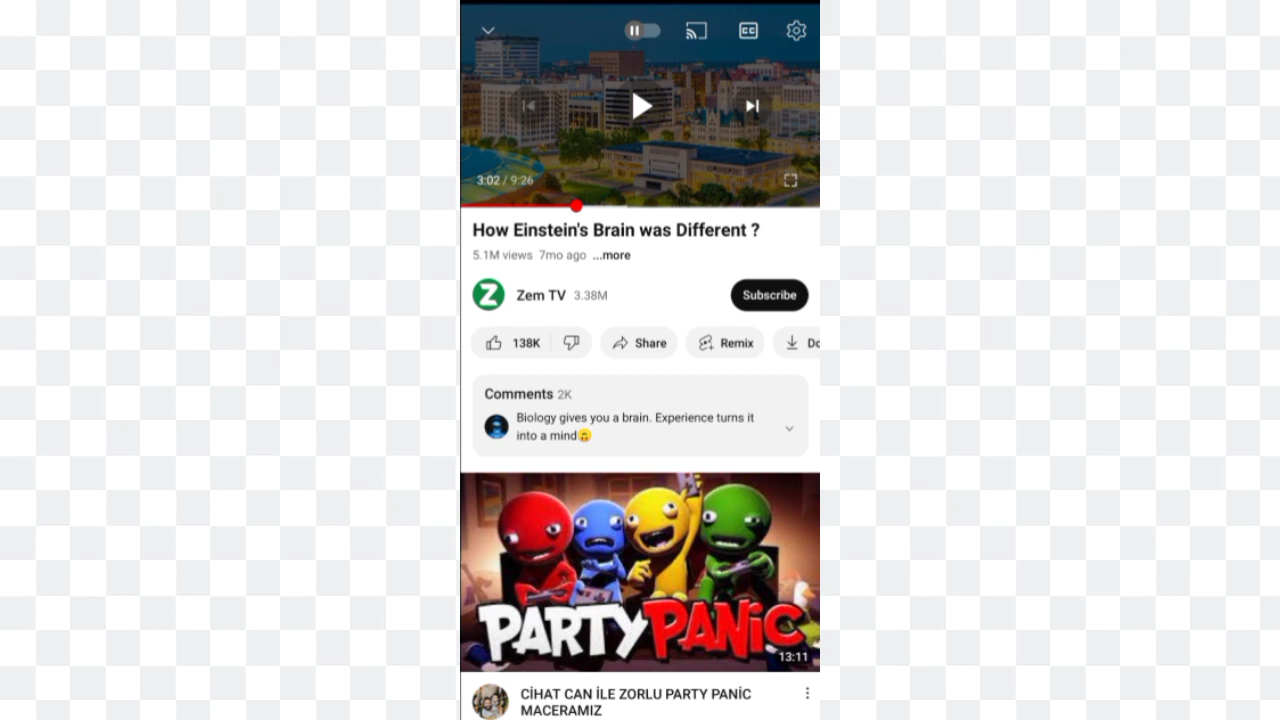 CC
3:02 / 9:26
How Einstein's Brain was Different ?
5.1M views 7mo ago ...more
Z Zem TV 3.38M Subscribe
138K Share Remix Do
Comments 2K
Biology gives you a brain. Experience turns it
into a mind🙃
PARTY PANiC
13:11
CİHAT CAN İLE ZORLU PARTY PANİC
MACERAMIZ